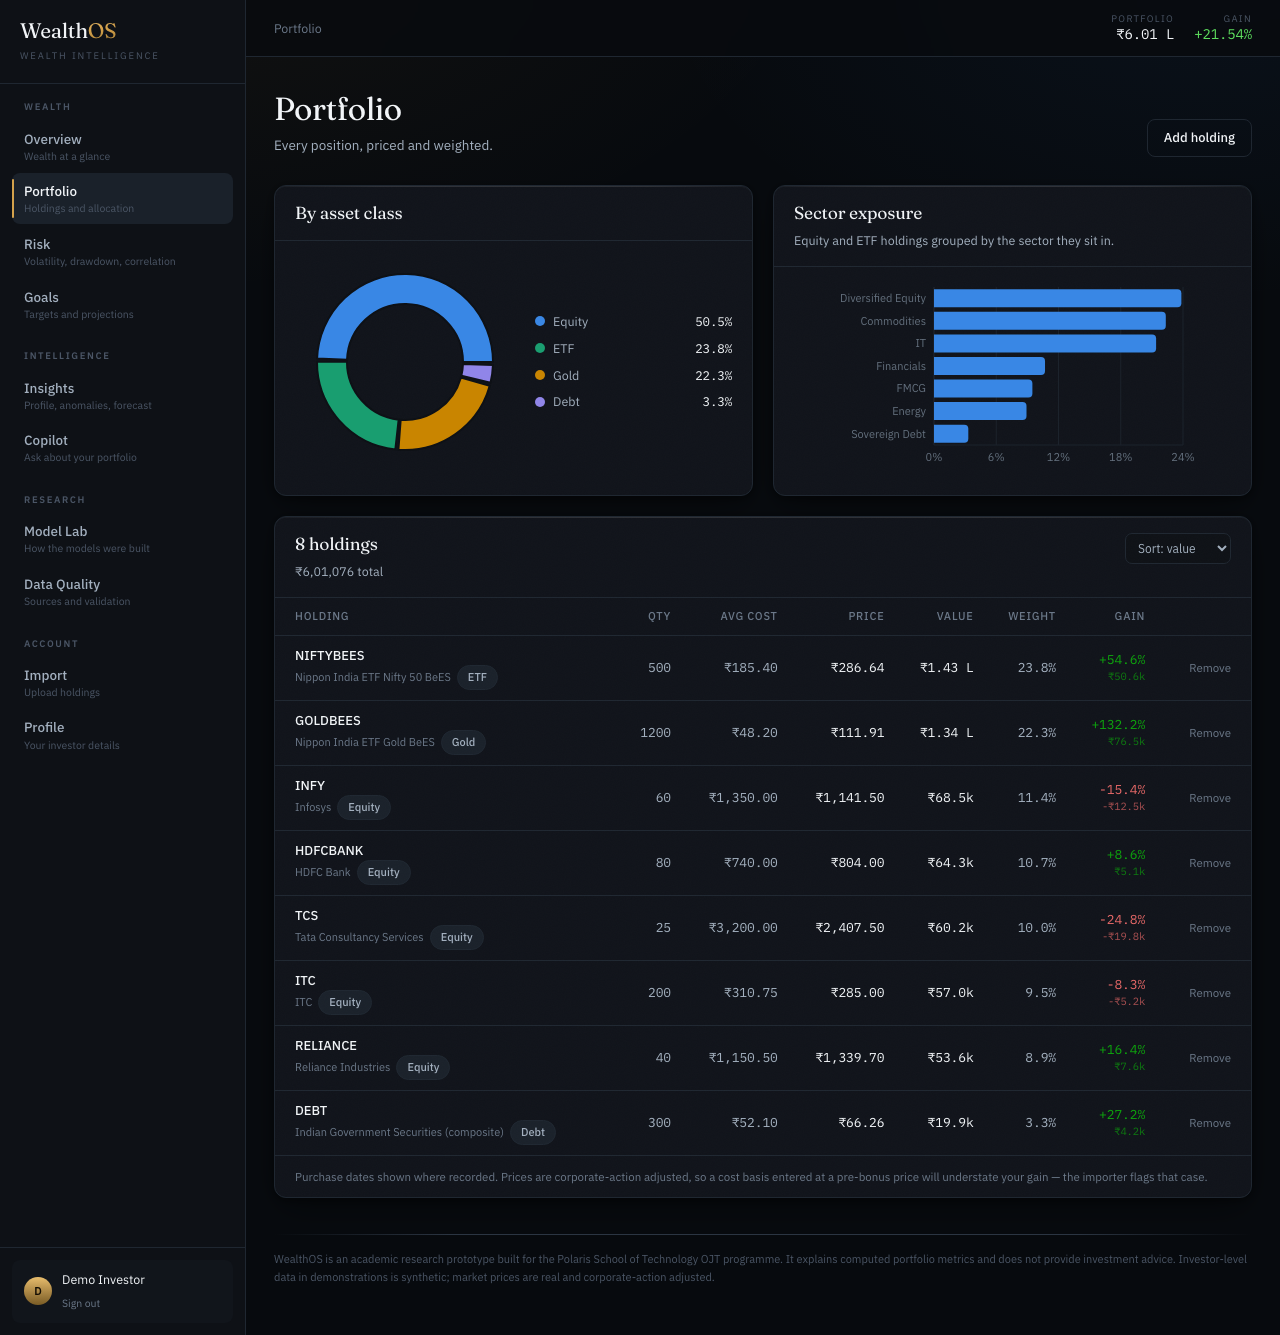 WealthOS
WEALTH INTELLIGENCE
WEALTH
Overview
Wealth at a glance
Portfolio
Holdings and allocation
Risk
Volatility, drawdown, correlation
Goals
Targets and projections
INTELLIGENCE
Insights
Profile, anomalies, forecast
Copilot
Ask about your portfolio
RESEARCH
Model Lab
How the models were built
Data Quality
Sources and validation
ACCOUNT
Import
Upload holdings
Profile
Your investor details
D
Demo Investor
Sign out
Portfolio
PORTFOLIO
₹6.01 L
GAIN
+21.54%
Portfolio
Every position, priced and weighted.
Add holding
By asset class
Equity 50.5%
ETF 23.8%
Gold 22.3%
Debt 3.3%
Sector exposure
Equity and ETF holdings grouped by the sector they sit in.
Diversified Equity
Commodities
IT
Financials
FMCG
Energy
Sovereign Debt
0% 6% 12% 18% 24%
8 holdings
₹6,01,076 total
Sort: value
HOLDING QTY AVG COST PRICE VALUE WEIGHT GAIN
NIFTYBEES
Nippon India ETF Nifty 50 BeES ETF
500 ₹185.40 ₹286.64 ₹1.43 L 23.8% +54.6% ₹50.6k Remove
GOLDBEES
Nippon India ETF Gold BeES Gold
1200 ₹48.20 ₹111.91 ₹1.34 L 22.3% +132.2% ₹76.5k Remove
INFY
Infosys Equity
60 ₹1,350.00 ₹1,141.50 ₹68.5k 11.4% -15.4% -₹12.5k Remove
HDFCBANK
HDFC Bank Equity
80 ₹740.00 ₹804.00 ₹64.3k 10.7% +8.6% ₹5.1k Remove
TCS
Tata Consultancy Services Equity
25 ₹3,200.00 ₹2,407.50 ₹60.2k 10.0% -24.8% -₹19.8k Remove
ITC
ITC Equity
200 ₹310.75 ₹285.00 ₹57.0k 9.5% -8.3% -₹5.2k Remove
RELIANCE
Reliance Industries Equity
40 ₹1,150.50 ₹1,339.70 ₹53.6k 8.9% +16.4% ₹7.6k Remove
DEBT
Indian Government Securities (composite) Debt
300 ₹52.10 ₹66.26 ₹19.9k 3.3% +27.2% ₹4.2k Remove
Purchase dates shown where recorded. Prices are corporate-action adjusted, so a cost basis entered at a pre-bonus price will understate your gain — the importer flags that case.
WealthOS is an academic research prototype built for the Polaris School of Technology OJT programme. It explains computed portfolio metrics and does not provide investment advice. Investor-level
data in demonstrations is synthetic; market prices are real and corporate-action adjusted.